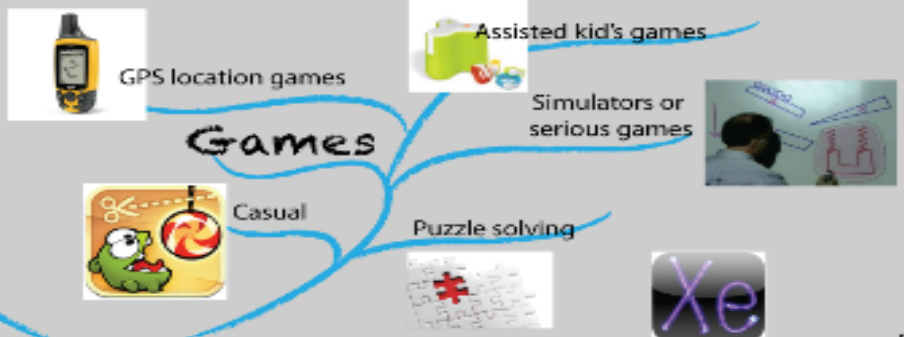 Assisted kid's games
GPS location games
Simulators or
serious games
Games
Casual
Puzzle solving
Xe